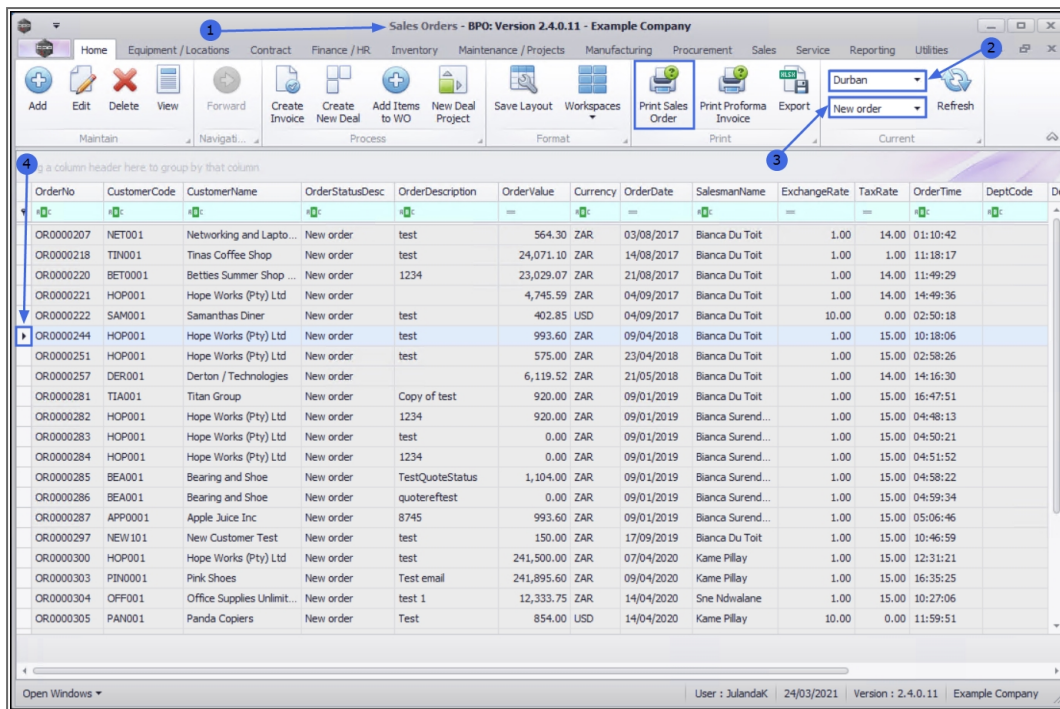 Sales Orders - BPO: Version 2.4.0.11 - Example Company
1
Home Equipment / Locations Contract Finance / HR Inventory Maintenance / Projects Manufacturing Procurement Sales Service Reporting Utilities
2
Add Edit Delete View Forward Create Invoice Create New Deal Add Items to WO New Deal Project Save Layout Workspaces Print Sales Order Print Proforma Invoice Export Durban New order Refresh
Maintain Navigati... Process Format Print Current
3
4
a column header here to group by that column
OrderNo CustomerCode CustomerName OrderStatusDesc OrderDescription OrderValue Currency OrderDate SalesmanName ExchangeRate TaxRate OrderTime DeptCode
OR0000207 NET001 Networking and Lapto... New order test 564.30 ZAR 03/08/2017 Bianca Du Toit 1.00 14.00 01:10:42
OR0000218 TIN001 Tinas Coffee Shop New order test 24,071.10 ZAR 14/08/2017 Bianca Du Toit 1.00 1.00 11:18:17
OR0000220 BET0001 Betties Summer Shop ... New order 1234 23,029.07 ZAR 21/08/2017 Bianca Du Toit 1.00 14.00 11:49:29
OR0000221 HOP001 Hope Works (Pty) Ltd New order 4,745.59 ZAR 04/09/2017 Bianca Du Toit 1.00 14.00 14:49:36
OR0000222 SAM001 Samanthas Diner New order test 402.85 USD 04/09/2017 Bianca Du Toit 10.00 0.00 02:50:18
OR0000244 HOP001 Hope Works (Pty) Ltd New order test 993.60 ZAR 09/04/2018 Bianca Du Toit 1.00 15.00 10:18:06
OR0000251 HOP001 Hope Works (Pty) Ltd New order test 575.00 ZAR 23/04/2018 Bianca Du Toit 1.00 15.00 02:58:26
OR0000257 DER001 Derton / Technologies New order 6,119.52 ZAR 21/05/2018 Bianca Du Toit 1.00 14.00 14:16:30
OR0000281 TIA001 Titan Group New order Copy of test 920.00 ZAR 09/01/2019 Bianca Du Toit 1.00 15.00 16:47:51
OR0000282 HOP001 Hope Works (Pty) Ltd New order 1234 920.00 ZAR 09/01/2019 Bianca Surend... 1.00 15.00 04:48:13
OR0000283 HOP001 Hope Works (Pty) Ltd New order test 0.00 ZAR 09/01/2019 Bianca Surend... 1.00 15.00 04:50:21
OR0000284 HOP001 Hope Works (Pty) Ltd New order 1234 0.00 ZAR 09/01/2019 Bianca Surend... 1.00 15.00 04:51:52
OR0000285 BEA001 Bearing and Shoe New order TestQuoteStatus 1,104.00 ZAR 09/01/2019 Bianca Surend... 1.00 15.00 04:58:22
OR0000286 BEA001 Bearing and Shoe New order quotereftest 0.00 ZAR 09/01/2019 Bianca Surend... 1.00 15.00 04:59:34
OR0000287 APP0001 Apple Juice Inc New order 8745 993.60 ZAR 09/01/2019 Bianca Surend... 1.00 15.00 05:06:46
OR0000297 NEW101 New Customer Test New order test 150.00 ZAR 17/09/2019 Bianca Du Toit 1.00 15.00 10:46:59
OR0000300 HOP001 Hope Works (Pty) Ltd New order test 241,500.00 ZAR 07/04/2020 Kame Pillay 1.00 15.00 12:31:21
OR0000303 PIN0001 Pink Shoes New order Test email 241,895.60 ZAR 09/04/2020 Kame Pillay 1.00 15.00 16:35:25
OR0000304 OFF001 Office Supplies Unlimit... New order test 1 12,333.75 ZAR 14/04/2020 Sne Ndwalane 1.00 15.00 10:27:06
OR0000305 PAN001 Panda Copiers New order Test 854.00 USD 14/04/2020 Kame Pillay 10.00 0.00 11:59:51
Open Windows User : JulandaK 24/03/2021 Version : 2.4.0.11 Example Company